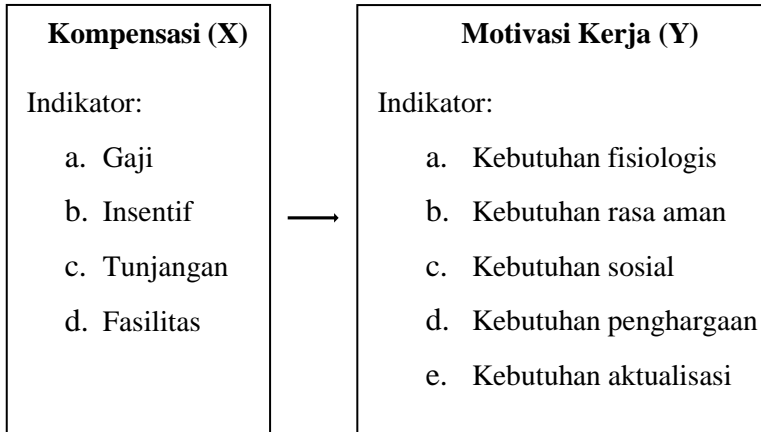 Kompensasi (X)
Indikator:
a. Gaji
b. Insentif
c. Tunjangan
d. Fasilitas
Motivasi Kerja (Y)
Indikator:
a. Kebutuhan fisiologis
b. Kebutuhan rasa aman
c. Kebutuhan sosial
d. Kebutuhan penghargaan
e. Kebutuhan aktualisasi